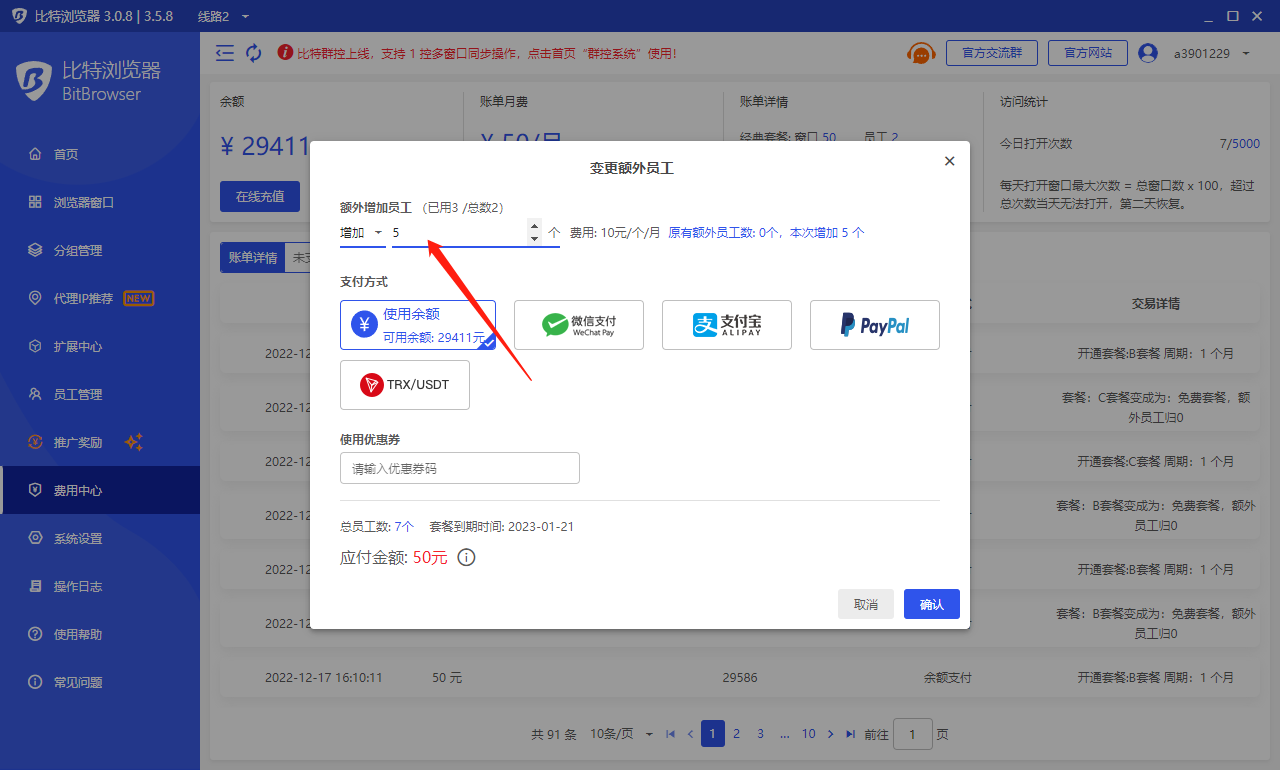 比特浏览器 3.0.8 | 3.5.8 线路2
比特浏览器
BitBrowser
首页
浏览器窗口
分组管理
代理IP推荐 NEW
扩展中心
员工管理
推广奖励
费用中心
系统设置
操作日志
使用帮助
常见问题
比特群控上线，支持 1 控多窗口同步操作，点击首页“群控系统”使用！
官方交流群 官方网站 a3901229
余额 账单月费 账单详情 访问统计
¥ 29411
在线充值
¥ 50/月
经典套餐: 窗口 50 员工 2
今日打开次数 7/5000
每天打开窗口最大次数 = 总窗口数 x 100，超过
总次数当天无法打开，第二天恢复。
账单详情
变更额外员工
额外增加员工 （已用3 /总数2）
增加 5 个 费用: 10元/个/月 原有额外员工数: 0个，本次增加 5 个
支付方式
使用余额
可用余额: 29411元
微信支付
WeChat Pay
支付宝
ALIPAY
PayPal
TRX/USDT
使用优惠券
请输入优惠券码
总员工数: 7个 套餐到期时间: 2023-01-21
应付金额: 50元
取消 确认
交易详情
2022-12 开通套餐:B套餐 周期：1 个月
2022-12 套餐：C套餐变成为：免费套餐，额
外员工归0
2022-12 开通套餐:C套餐 周期：1 个月
2022-12 套餐：B套餐变成为：免费套餐，额外
员工归0
2022-12 开通套餐:B套餐 周期：1 个月
2022-12 套餐：B套餐变成为：免费套餐，额外
员工归0
2022-12-17 16:10:11 50 元 29586 余额支付 开通套餐:B套餐 周期：1 个月
共 91 条 10条/页 1 2 3 ... 10 前往 1 页